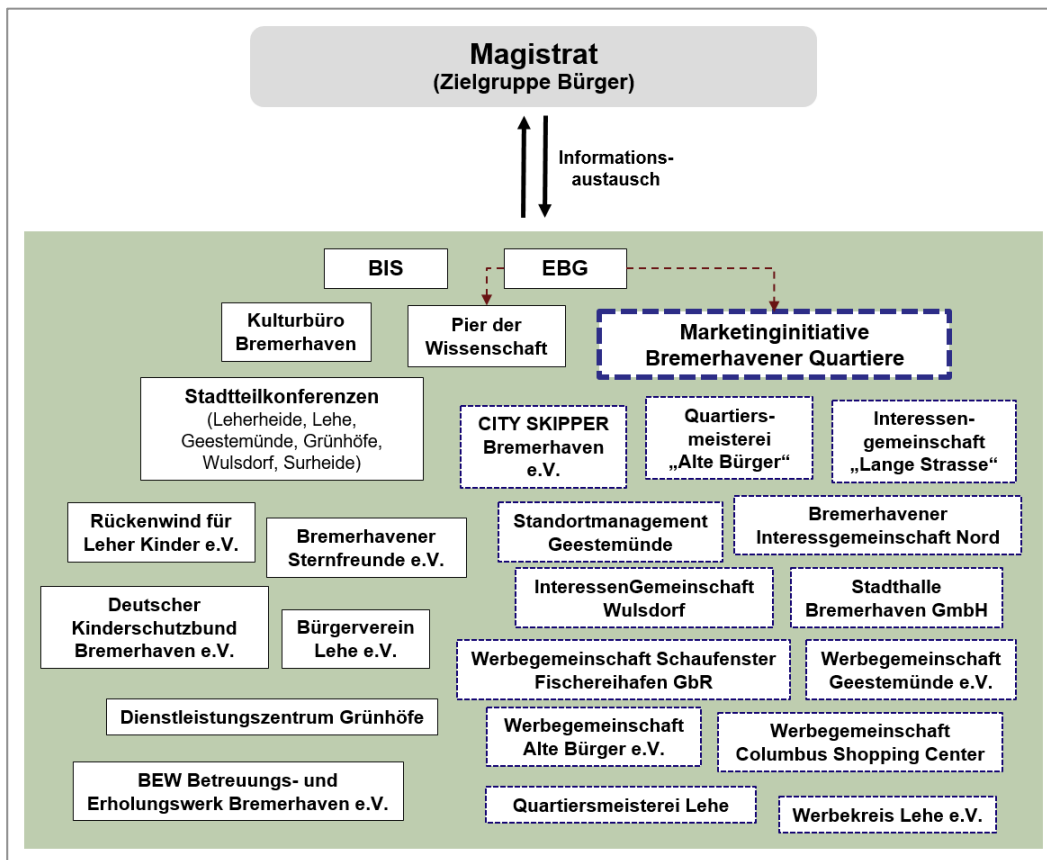 Magistrat
(Zielgruppe Bürger)
Informations-
austausch
BIS
EBG
Kulturbüro
Bremerhaven
Pier der
Wissenschaft
Marketinginitiative
Bremerhavener Quartiere
Stadtteilkonferenzen
(Leherheide, Lehe,
Geestemünde, Grünhöfe,
Wulsdorf, Surheide)
CITY SKIPPER
Bremerhaven
e.V.
Quartiers-
meisterei
„Alte Bürger“
Interessen-
gemeinschaft
„Lange Strasse“
Rückenwind für
Leher Kinder e.V.
Bremerhavener
Sternfreunde e.V.
Standortmanagement
Geestemünde
Bremerhavener
Interessgemeinschaft Nord
Deutscher
Kinderschutzbund
Bremerhaven e.V.
Bürgerverein
Lehe e.V.
InteressenGemeinschaft
Wulsdorf
Stadthalle
Bremerhaven GmbH
Werbegemeinschaft Schaufenster
Fischereihafen GbR
Werbegemeinschaft
Geestemünde e.V.
Dienstleistungszentrum Grünhöfe
Werbegemeinschaft
Alte Bürger e.V.
Werbegemeinschaft
Columbus Shopping Center
BEW Betreuungs- und
Erholungswerk Bremerhaven e.V.
Quartiersmeisterei Lehe
Werbekreis Lehe e.V.